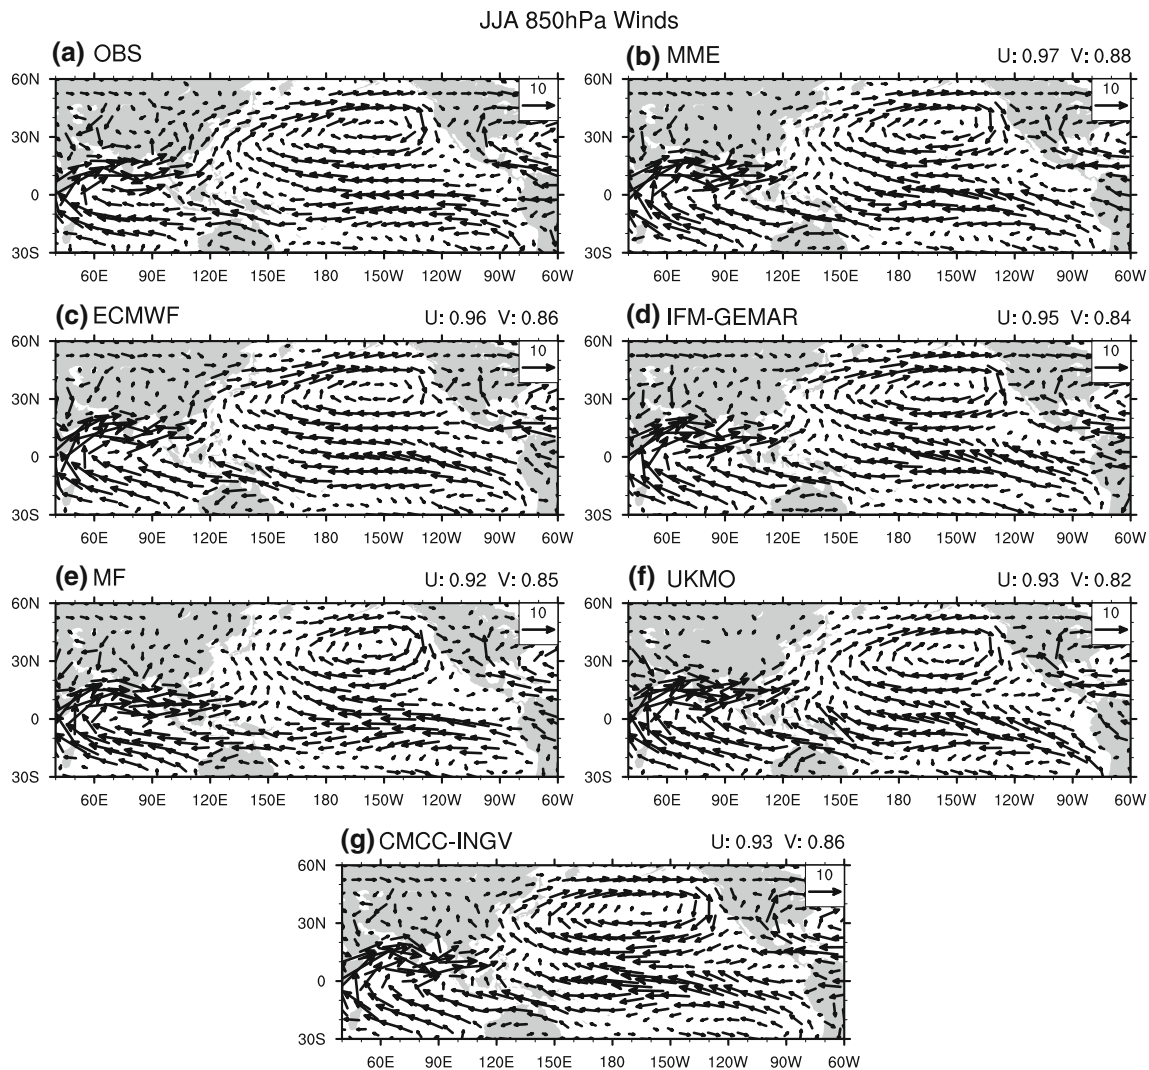 JJA 850hPa Winds
(a) OBS
(b) MME U: 0.97 V: 0.88
60N 30N 0 30S
10
60E 90E 120E 150E 180 150W 120W 90W 60W
60N 30N 0 30S
10
60E 90E 120E 150E 180 150W 120W 90W 60W
(c) ECMWF U: 0.96 V: 0.86
(d) IFM-GEMAR U: 0.95 V: 0.84
60N 30N 0 30S
10
60E 90E 120E 150E 180 150W 120W 90W 60W
60N 30N 0 30S
10
60E 90E 120E 150E 180 150W 120W 90W 60W
(e) MF U: 0.92 V: 0.85
(f) UKMO U: 0.93 V: 0.82
60N 30N 0 30S
10
60E 90E 120E 150E 180 150W 120W 90W 60W
60N 30N 0 30S
10
60E 90E 120E 150E 180 150W 120W 90W 60W
(g) CMCC-INGV U: 0.93 V: 0.86
60N 30N 0 30S
10
60E 90E 120E 150E 180 150W 120W 90W 60W